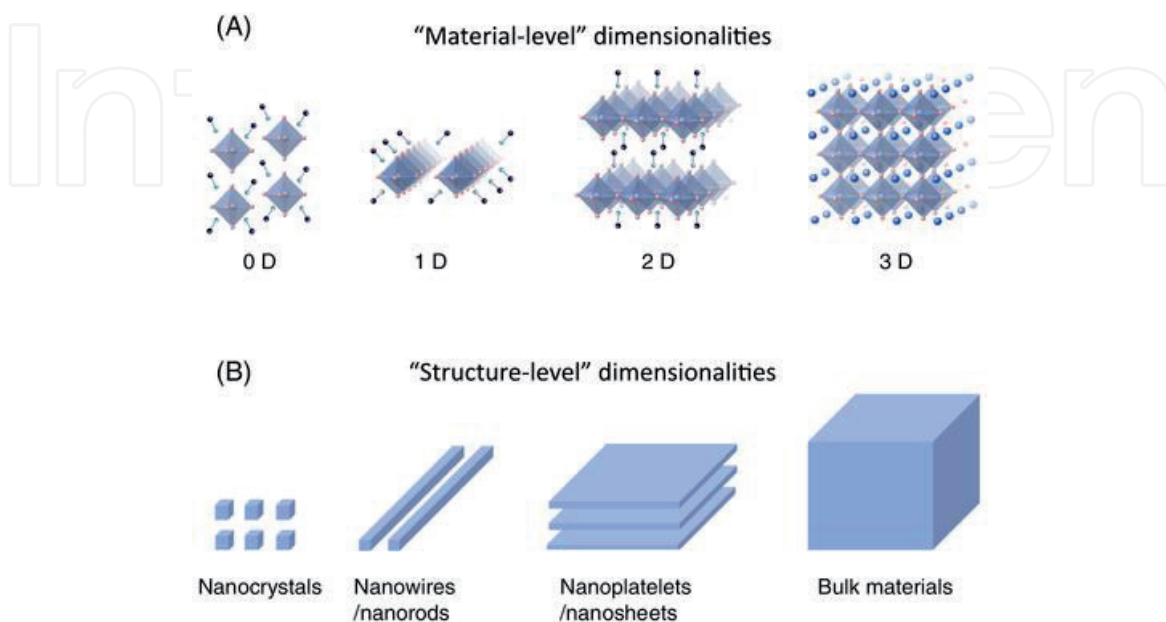 (A)
“Material-level” dimensionalities
0 D
1 D
2 D
3 D
(B)
“Structure-level” dimensionalities
Nanocrystals
Nanowires
/nanorods
Nanoplatelets
/nanosheets
Bulk materials